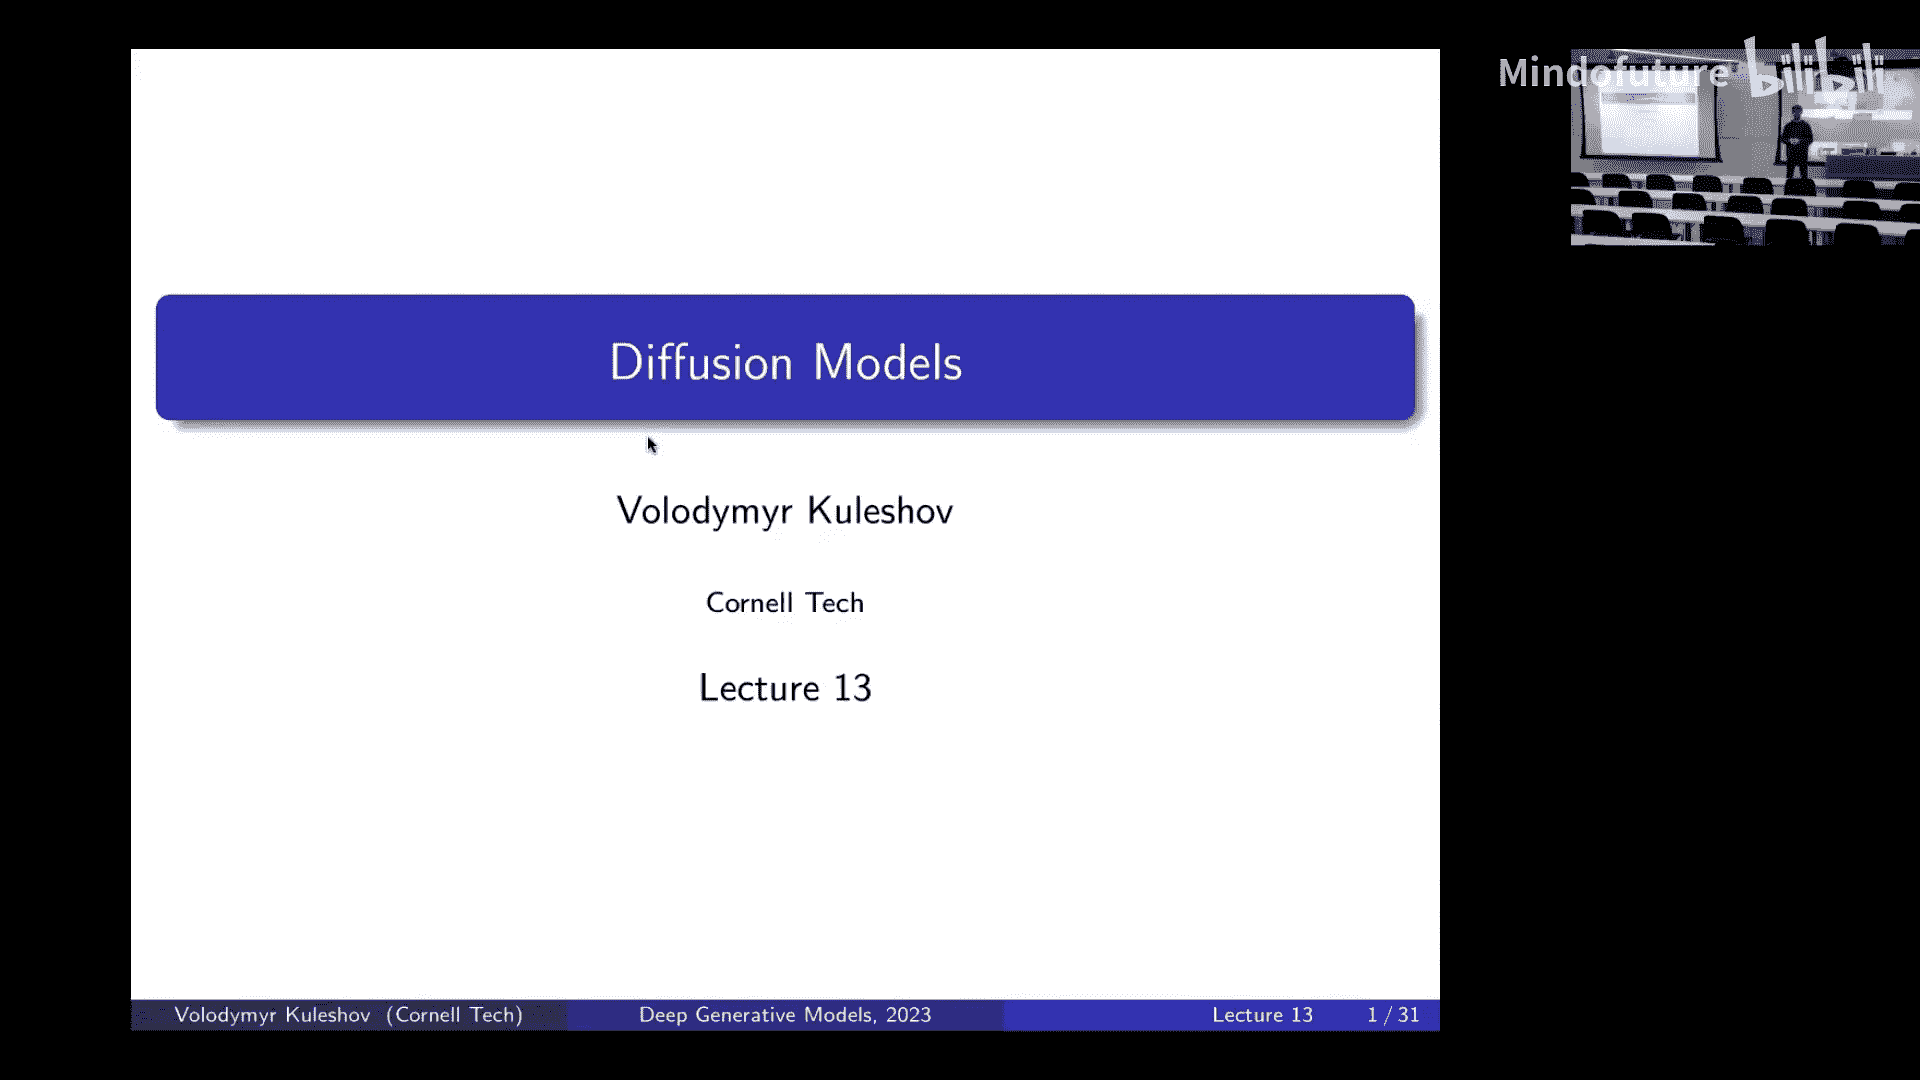 Mindofuture bilibili
Diffusion Models
Volodymyr Kuleshov
Cornell Tech
Lecture 13
Volodymyr Kuleshov (Cornell Tech) Deep Generative Models, 2023 Lecture 13 1 / 31